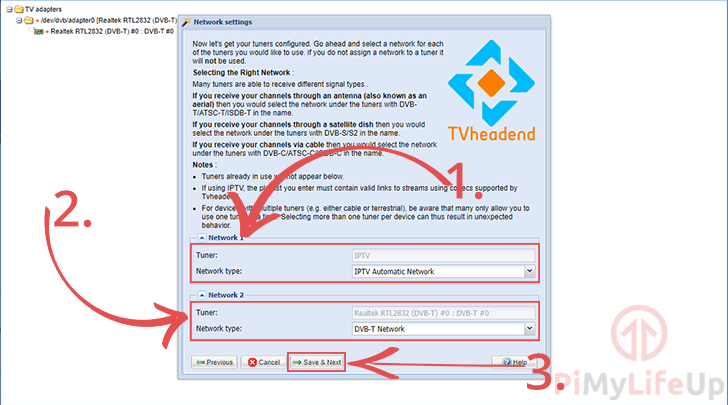 TV adapters
/dev/dvb/adapter0 [Realtek RTL2832 (DVB-T)
Realtek RTL2832 (DVB-T) #0 : DVB-T #0
Network settings
Now let's get your tuners configured. Go ahead and select a network for each
of the tuners you would like to use. if you do not assign a network to a tuner it
will not be used.
Selecting the Right Network :
Many tuners are able to receive different signal types..
If you receive your channels through an antenna (also known as an
aerial) then you would select the network under the tuners with DVB-
T/ATSC-T/ISDB-T in the name.
If you receive your channels through a satellite dish then you would
select the network under the tuners with DVB-S/S2 in the name.
If you receive your channels via cable then you would select the network
under the tuners with DVB-C/ATSC-C/ISDB-C in the name.
Notes :
Tuners already in use will not appear below.
If using IPTV, the playlist you enter must contain valid links to streams using codecs supported by
Tvheadend.
For devices with multiple tuners (e.g. either cable or terrestrial), be aware that many only allow you to
use one tuner at a time. Selecting more than one tuner per device can thus result in unexpected
behavior.
TVheadend
1.
2.
Network 1
Tuner: IPTV
Network type: IPTV Automatic Network
Network 2
Tuner: Realtek RTL2832 (DVB-T) #0 : DVB-T #0
Network type: DVB-T Network
Previous Cancel Save & Next Help
3.
PiMyLifeUp